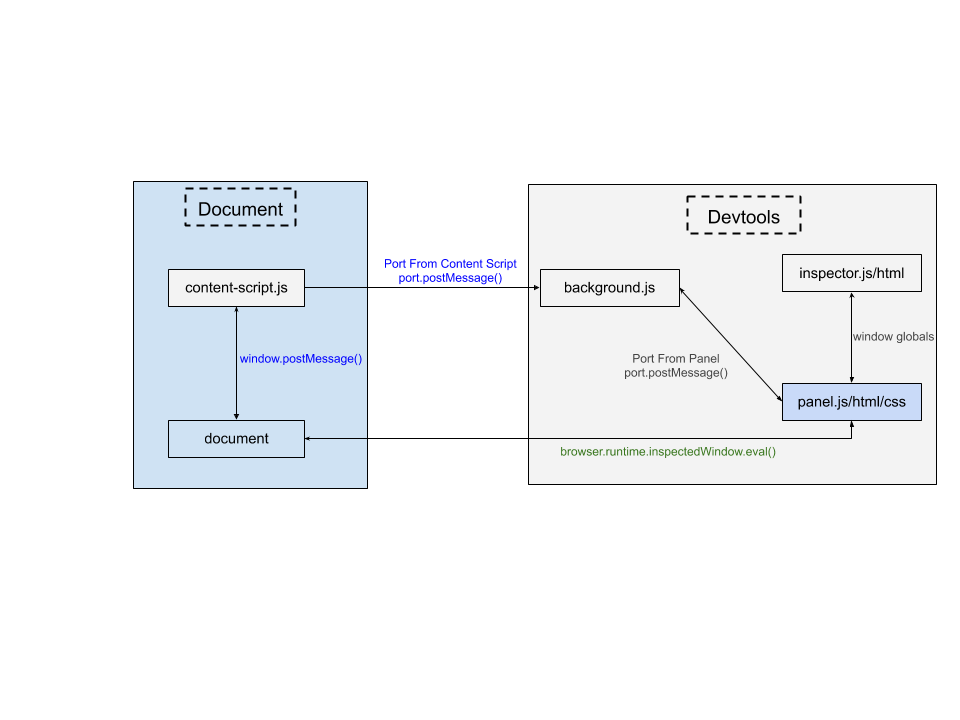 Document
Devtools
Port From Content Script
port.postMessage()
content-script.js
background.js
inspector.js/html
window.postMessage()
Port From Panel
port.postMessage()
window globals
panel.js/html/css
document
browser.runtime.inspectedWindow.eval()